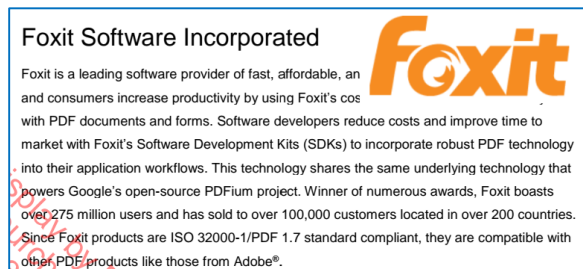 Foxit Software Incorporated
foxit
Foxit is a leading software provider of fast, affordable, an
and consumers increase productivity by using Foxit's cos
with PDF documents and forms. Software developers reduce costs and improve time to
market with Foxit's Software Development Kits (SDKs) to incorporate robust PDF technology
into their application workflows. This technology shares the same underlying technology that
powers Google's open-source PDFium project. Winner of numerous awards, Foxit boasts
over 275 million users and has sold to over 100,000 customers located in over 200 countries.
Since Foxit products are ISO 32000-1/PDF 1.7 standard compliant, they are compatible with
other PDF products like those from Adobe®.